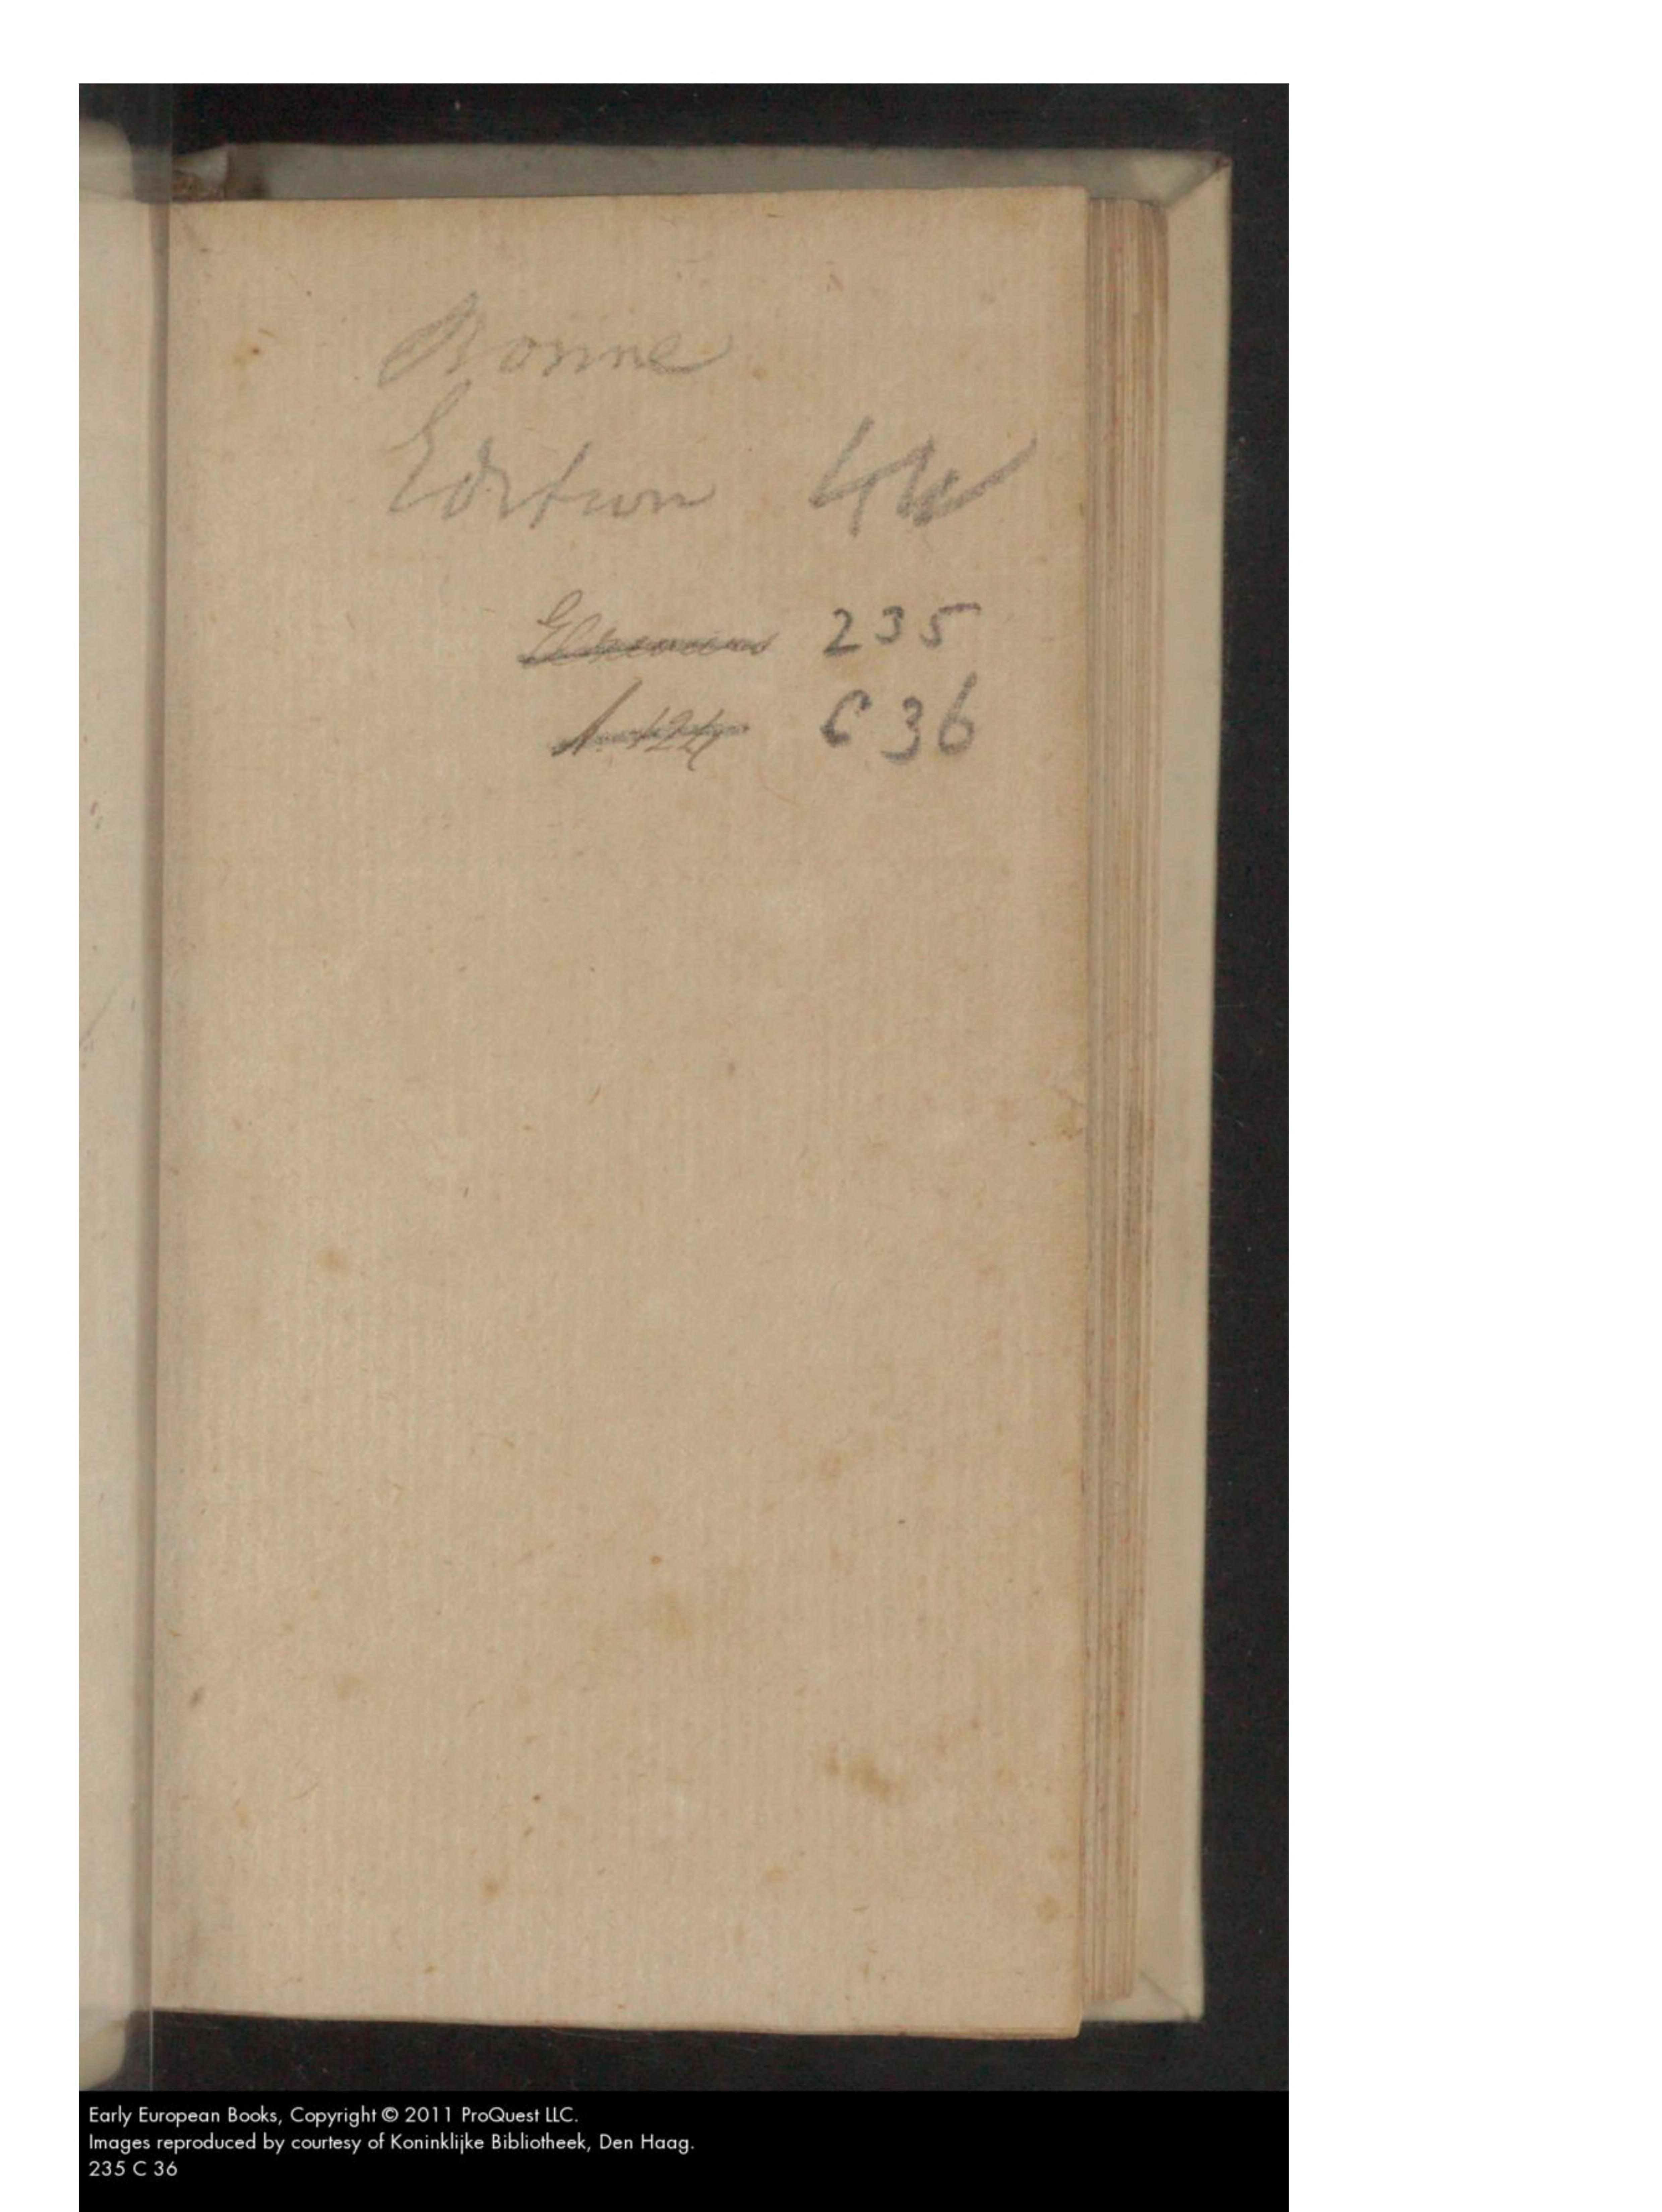 Bonne
Edition
235
A 124 C 36
Early European Books, Copyright © 2011 ProQuest LLC.
Images reproduced by courtesy of Koninklijke Bibliotheek, Den Haag.
235 C 36